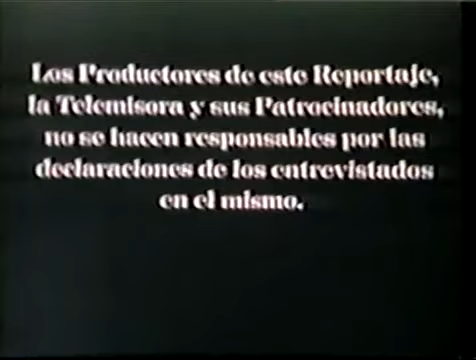 Los Productores de este Reportaje,
la Telemisora y sus Patrocinadores,
no se hacen responsables por las
declaraciones de los entrevistados
en el mismo.